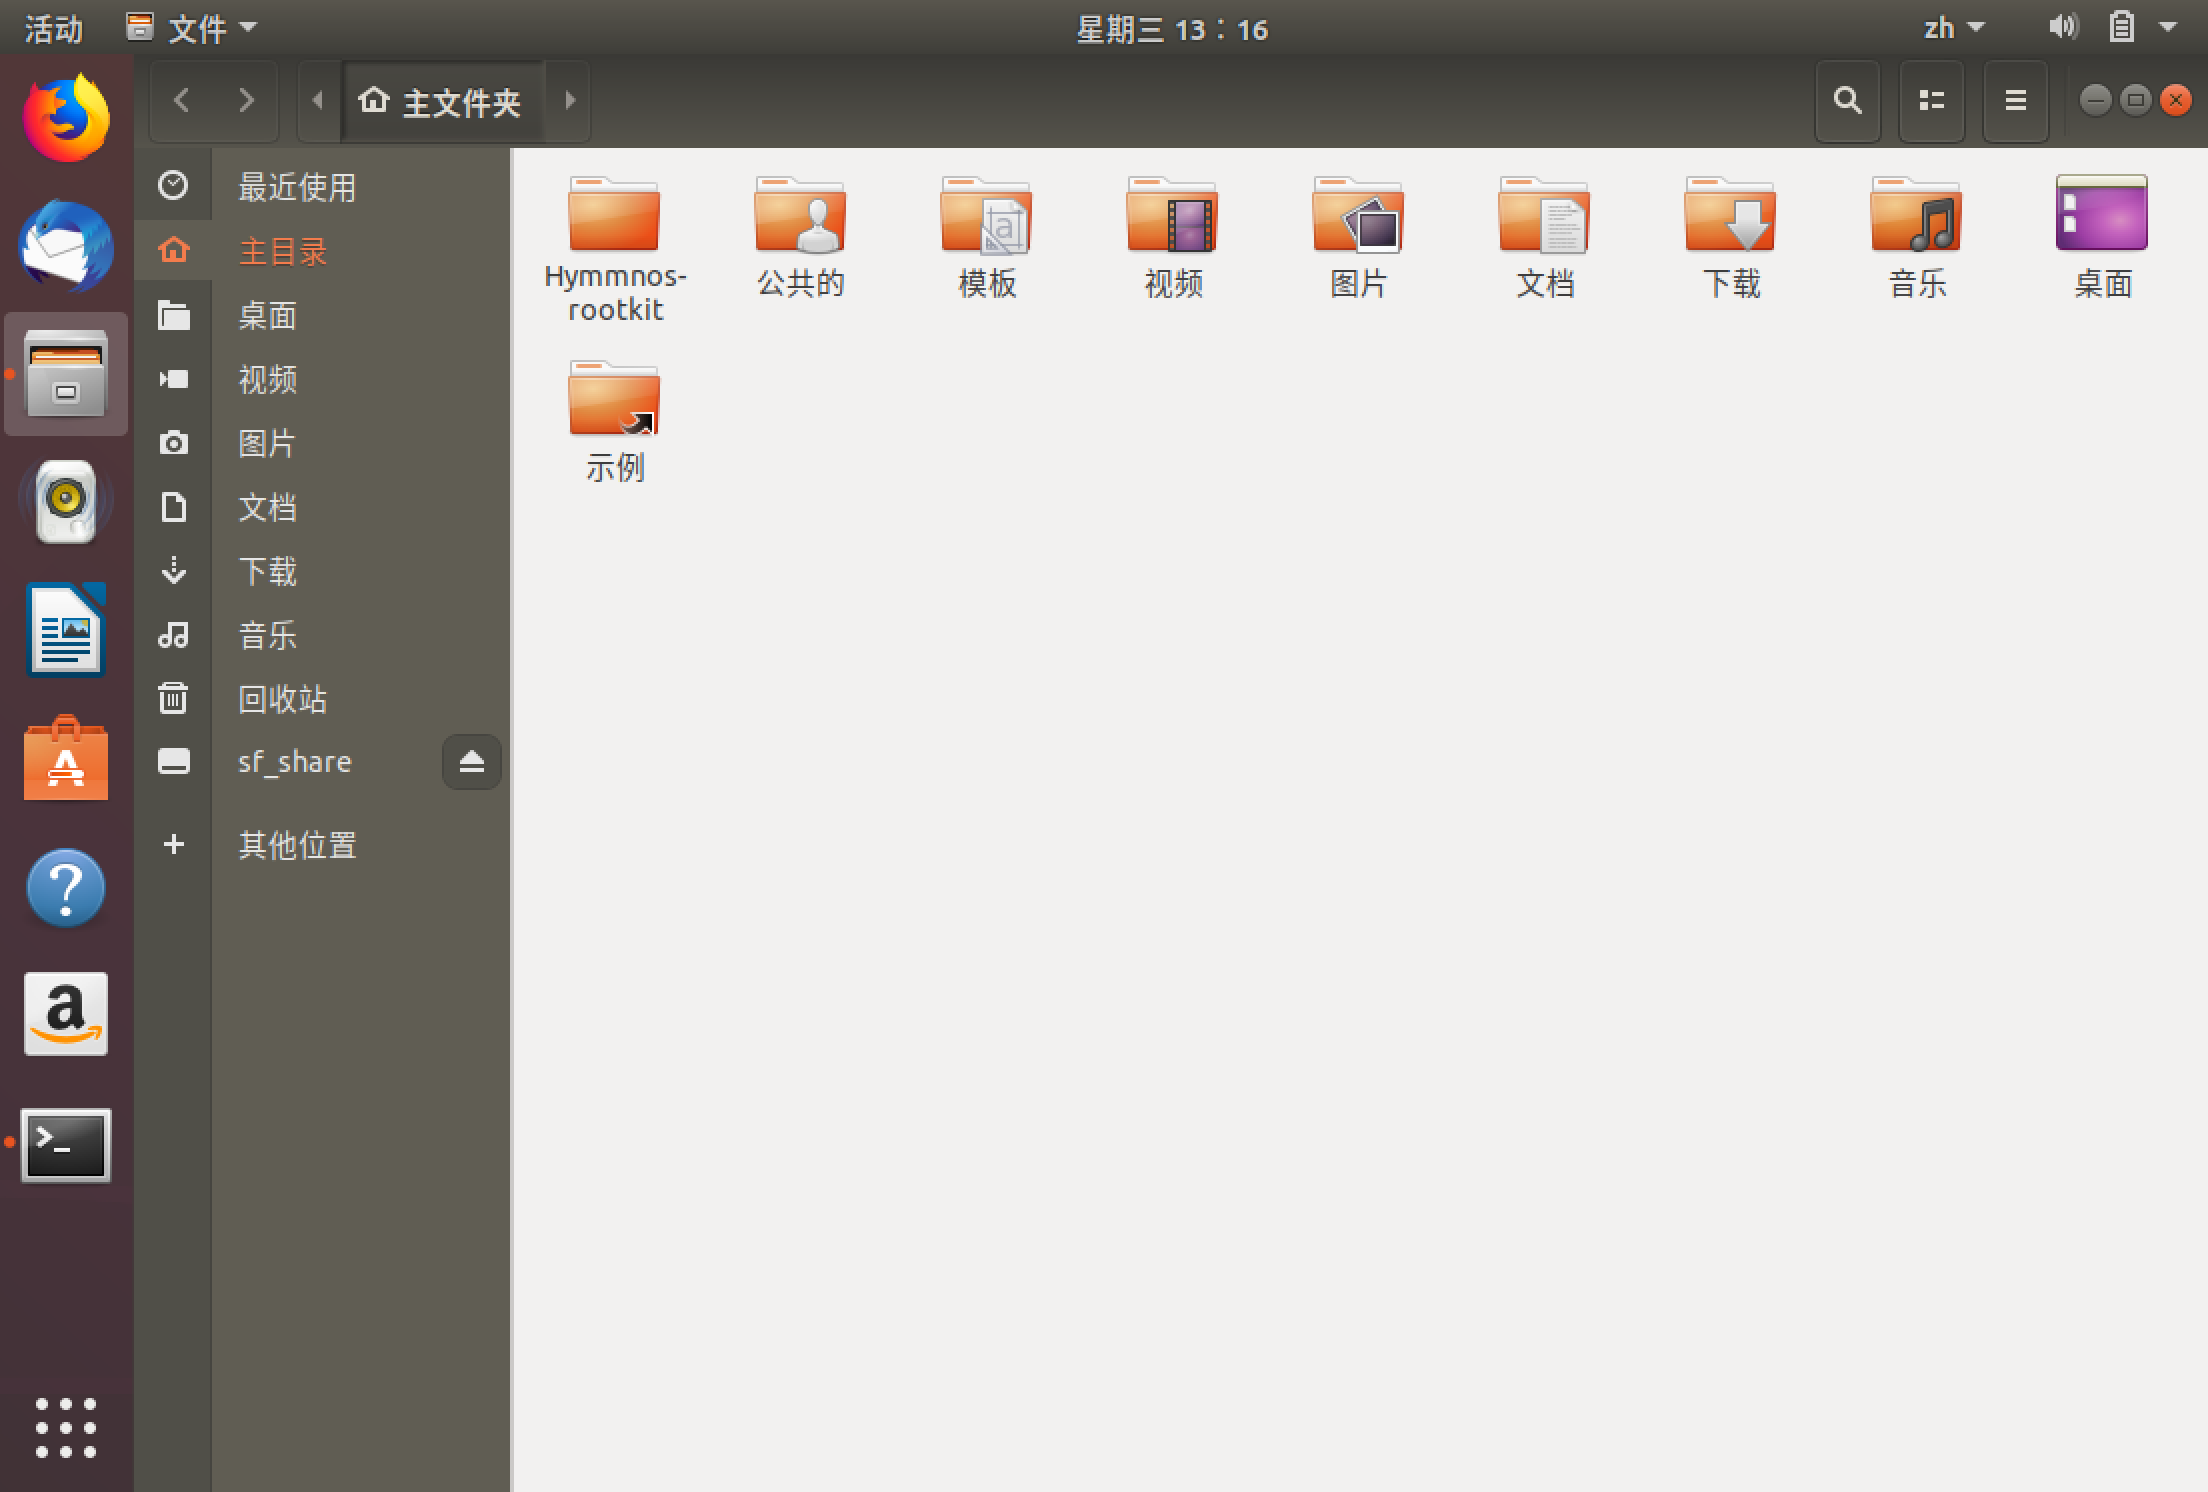 活动
文件
星期三 13：16
zh
主文件夹
最近使用
主目录
桌面
视频
图片
文档
下载
音乐
回收站
sf_share
其他位置
Hymmnos-
rootkit
公共的
模板
视频
图片
文档
下载
音乐
桌面
示例